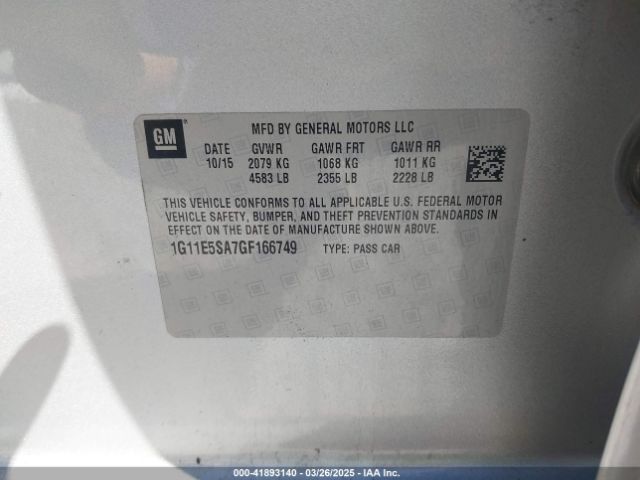 GM
MFD BY GENERAL MOTORS LLC
DATE GVWR GAWR FRT GAWR RR
10/15 2079 KG 1068 KG 1011 KG
4583 LB 2355 LB 2228 LB
THIS VEHICLE CONFORMS TO ALL APPLICABLE U.S. FEDERAL MOTOR
VEHICLE SAFETY, BUMPER, AND THEFT PREVENTION STANDARDS IN
EFFECT ON THE DATE OF MANUFACTURE SHOWN ABOVE.
1G11E5SA7GF166749 TYPE: PASS CAR
000-41893140 - 03/26/2025 - IAA Inc.